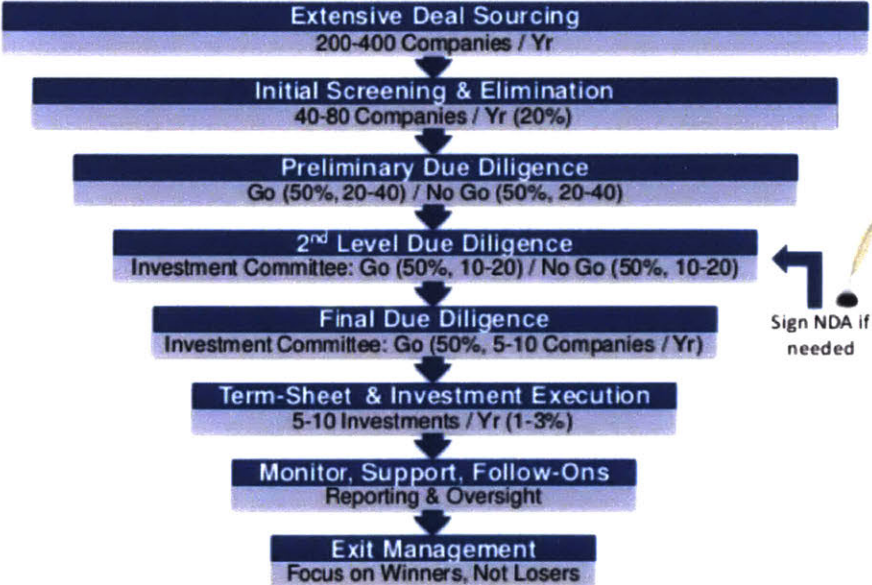 Extensive Deal Sourcing
200-400 Companies / Yr
Initial Screening & Elimination
40-80 Companies / Yr (20%)
Preliminary Due Diligence
Go (50%, 20-40) / No Go (50%, 20-40)
2nd Level Due Diligence
Investment Committee: Go (50%, 10-20) / No Go (50%, 10-20)
Sign NDA if
needed
Final Due Diligence
Investment Committee: Go (50%, 5-10 Companies / Yr)
Term-Sheet & Investment Execution
5-10 Investments / Yr (1-3%)
Monitor, Support, Follow-Ons
Reporting & Oversight
Exit Management
Focus on Winners, Not Losers